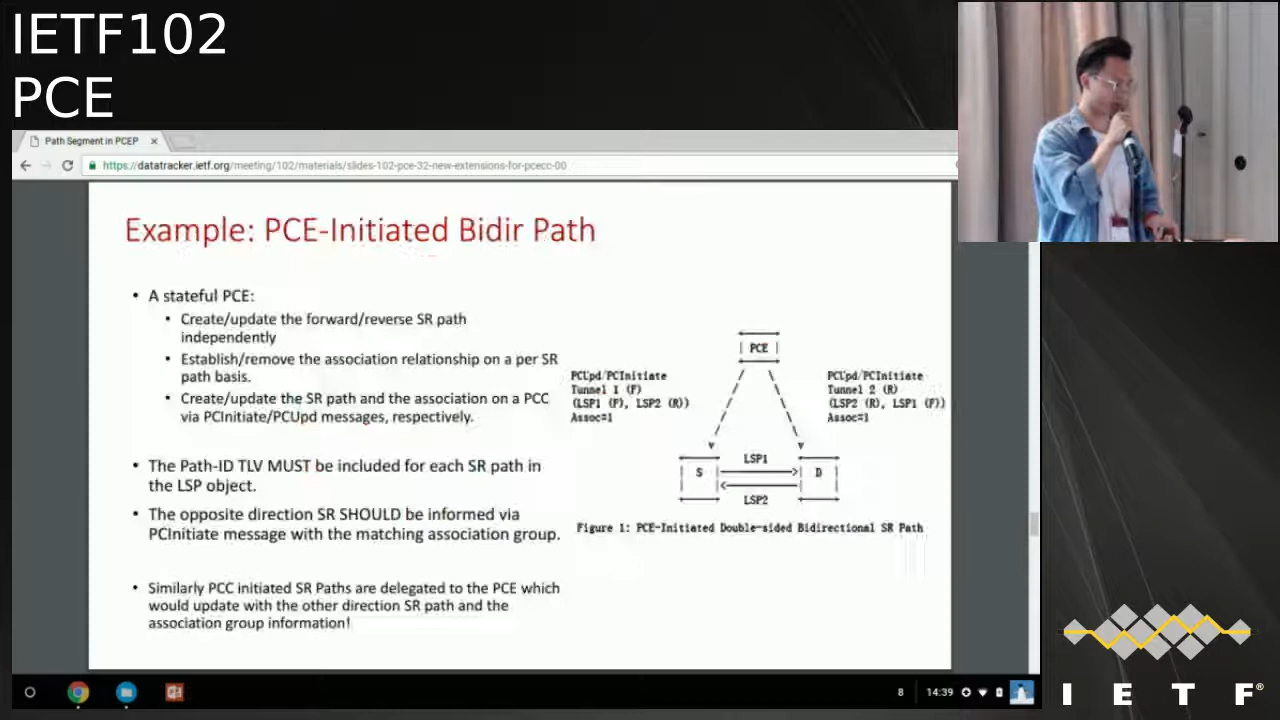 IETF102
PCE
Path Segment in PCEP
https://datatracker.ietf.org/meeting/102/materials/slides-102-pce-32-new-extensions-for-pcecc-00
Example: PCE-Initiated Bidir Path
• A stateful PCE:
• Create/update the forward/reverse SR path
independently
• Establish/remove the association relationship on a per SR
path basis.
• Create/update the SR path and the association on a PCC
via PCInitiate/PCUpd messages, respectively.
• The Path-ID TLV MUST be included for each SR path in
the LSP object.
• The opposite direction SR SHOULD be informed via
PCInitiate message with the matching association group.
• Similarly PCC initiated SR Paths are delegated to the PCE which
would update with the other direction SR path and the
association group information!
PCE
PCUpd/PCInitiate
Tunnel 1 (F)
(LSP1 (F), LSP2 (R))
Assoc=1
PCUpd/PCInitiate
Tunnel 2 (R)
(LSP2 (R), LSP1 (F))
Assoc=1
LSP1
S
D
LSP2
Figure 1: PCE-Initiated Double-sided Bidirectional SR Path
8
14:39
I E T F®